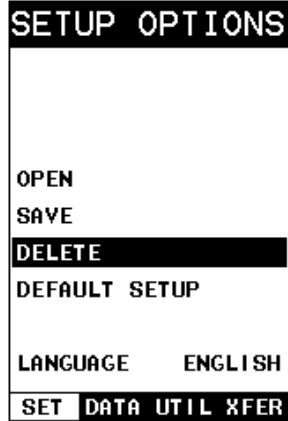 SETUP OPTIONS
OPEN
SAVE
DELETE
DEFAULT SETUP
LANGUAGE ENGLISH
SET DATA UTIL XFER